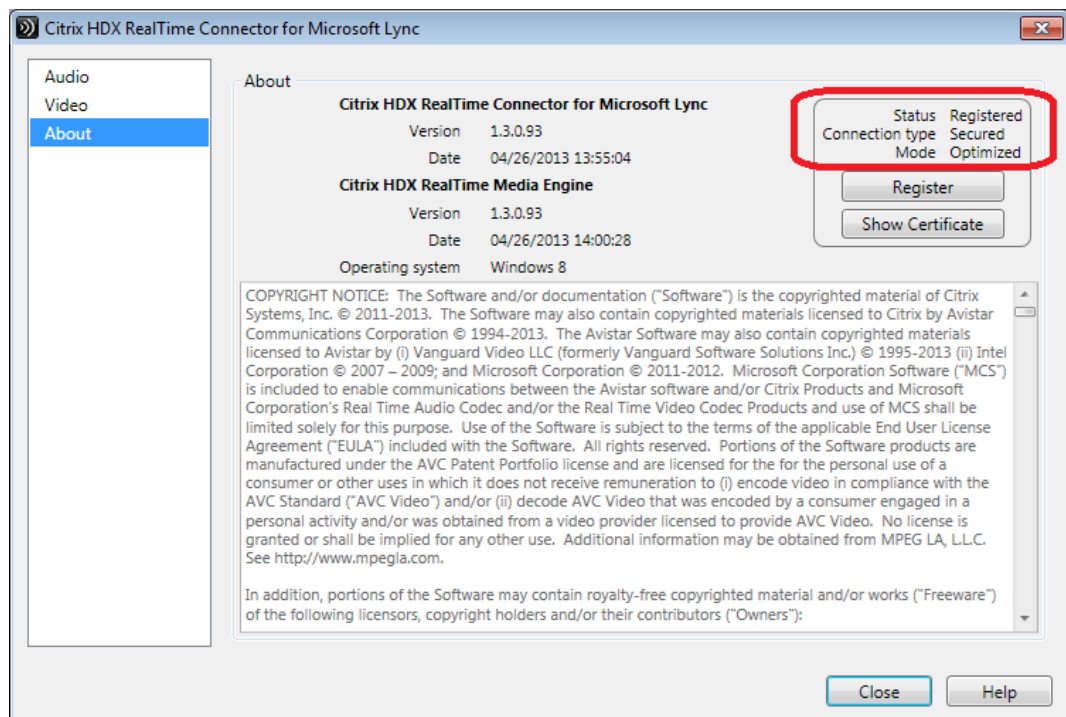 Citrix HDX RealTime Connector for Microsoft Lync
Audio
Video
About
About
Citrix HDX RealTime Connector for Microsoft Lync
Version 1.3.0.93
Date 04/26/2013 13:55:04
Citrix HDX RealTime Media Engine
Version 1.3.0.93
Date 04/26/2013 14:00:28
Operating system Windows 8
Status Registered
Connection type Secured
Mode Optimized
Register
Show Certificate
COPYRIGHT NOTICE: The Software and/or documentation ("Software") is the copyrighted material of Citrix
Systems, Inc. © 2011-2013. The Software may also contain copyrighted materials licensed to Citrix by Avistar
Communications Corporation © 1994-2013. The Avistar Software may also contain copyrighted materials
licensed to Avistar by (i) Vanguard Video LLC (formerly Vanguard Software Solutions Inc.) © 1995-2013 (ii) Intel
Corporation © 2007 – 2009; and Microsoft Corporation © 2011-2012. Microsoft Corporation Software ("MCS")
is included to enable communications between the Avistar software and/or Citrix Products and Microsoft
Corporation's Real Time Audio Codec and/or the Real Time Video Codec Products and use of MCS shall be
limited solely for this purpose. Use of the Software is subject to the terms of the applicable End User License
Agreement ("EULA") included with the Software. All rights reserved. Portions of the Software products are
manufactured under the AVC Patent Portfolio license and are licensed for the for the personal use of a
consumer or other uses in which it does not receive remuneration to (i) encode video in compliance with the
AVC Standard ("AVC Video") and/or (ii) decode AVC Video that was encoded by a consumer engaged in a
personal activity and/or was obtained from a video provider licensed to provide AVC Video. No license is
granted or shall be implied for any other use. Additional information may be obtained from MPEG LA, L.L.C.
See http://www.mpegla.com.
In addition, portions of the Software may contain royalty-free copyrighted material and/or works ("Freeware")
of the following licensors, copyright holders and/or their contributors ("Owners"):
Close
Help